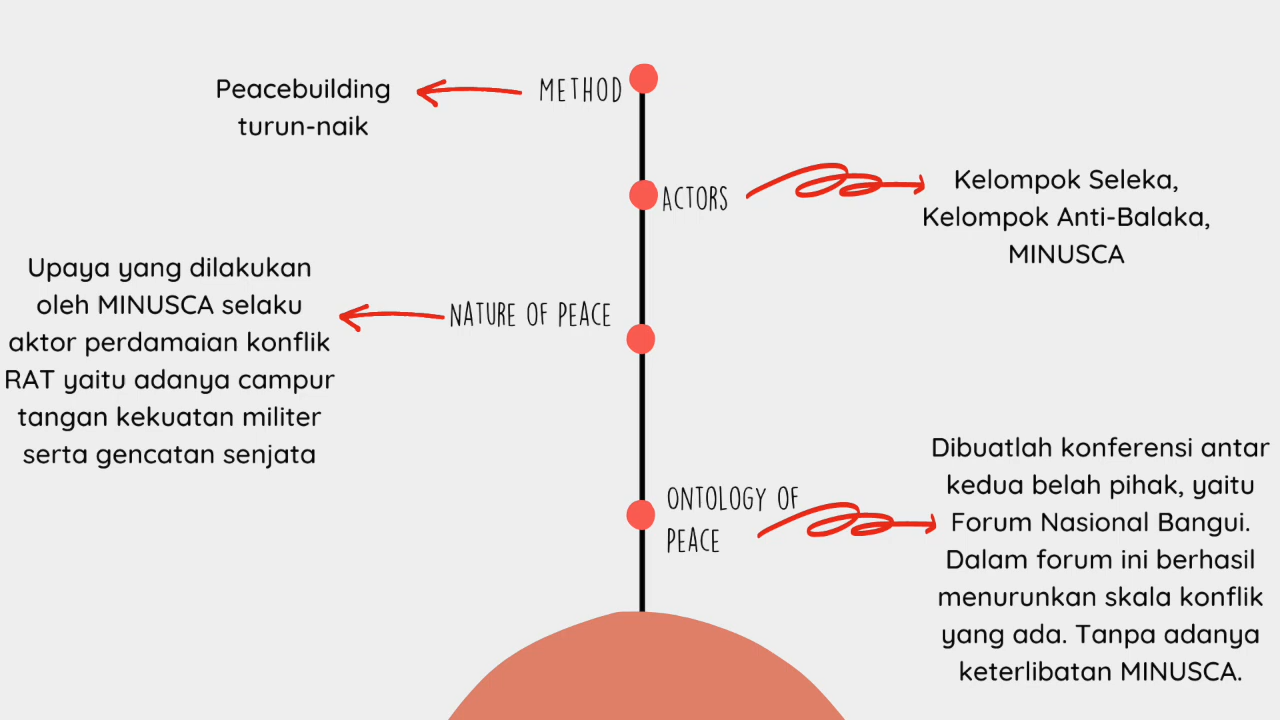 METHOD
Peacebuilding
turun-naik
ACTORS
Kelompok Seleka,
Kelompok Anti-Balaka,
MINUSCA
NATURE OF PEACE
Upaya yang dilakukan
oleh MINUSCA selaku
aktor perdamaian konflik
RAT yaitu adanya campur
tangan kekuatan militer
serta gencatan senjata
ONTOLOGY OF
PEACE
Dibuatlah konferensi antar
kedua belah pihak, yaitu
Forum Nasional Bangui.
Dalam forum ini berhasil
menurunkan skala konflik
yang ada. Tanpa adanya
keterlibatan MINUSCA.